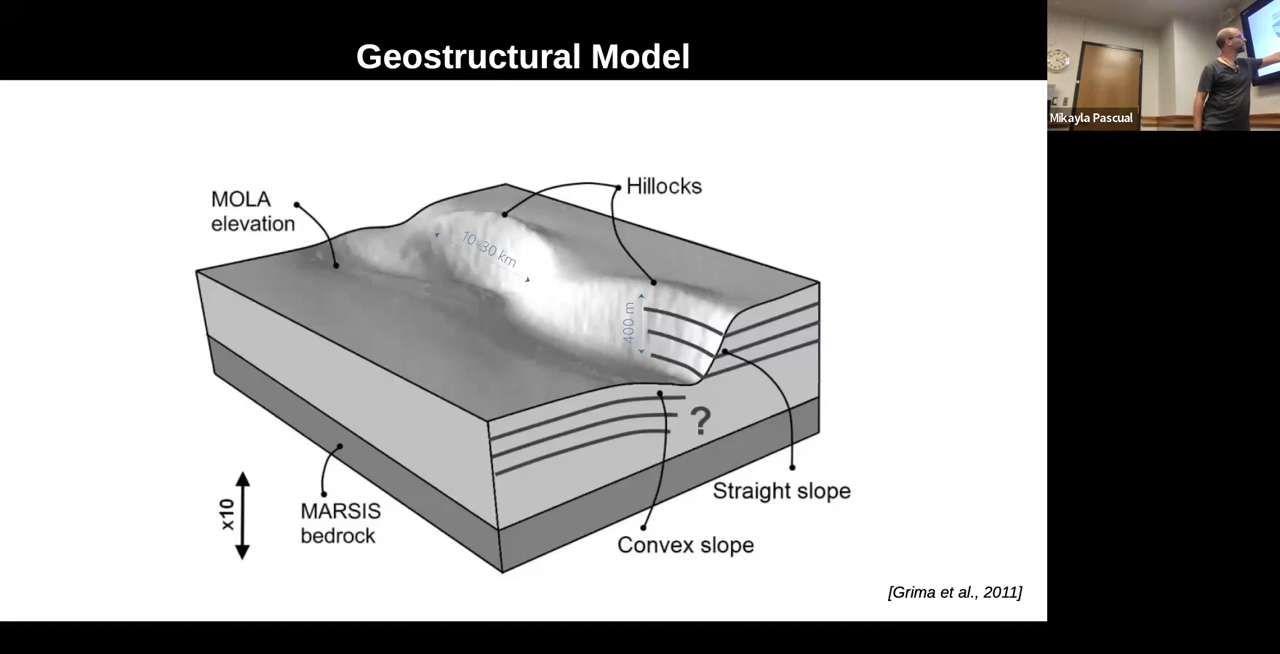 Geostructural Model
Mikayla Pascual
MOLA
elevation
Hillocks
10-30 km
400 m
?
x10
MARSIS
bedrock
Straight slope
Convex slope
[Grima et al., 2011]